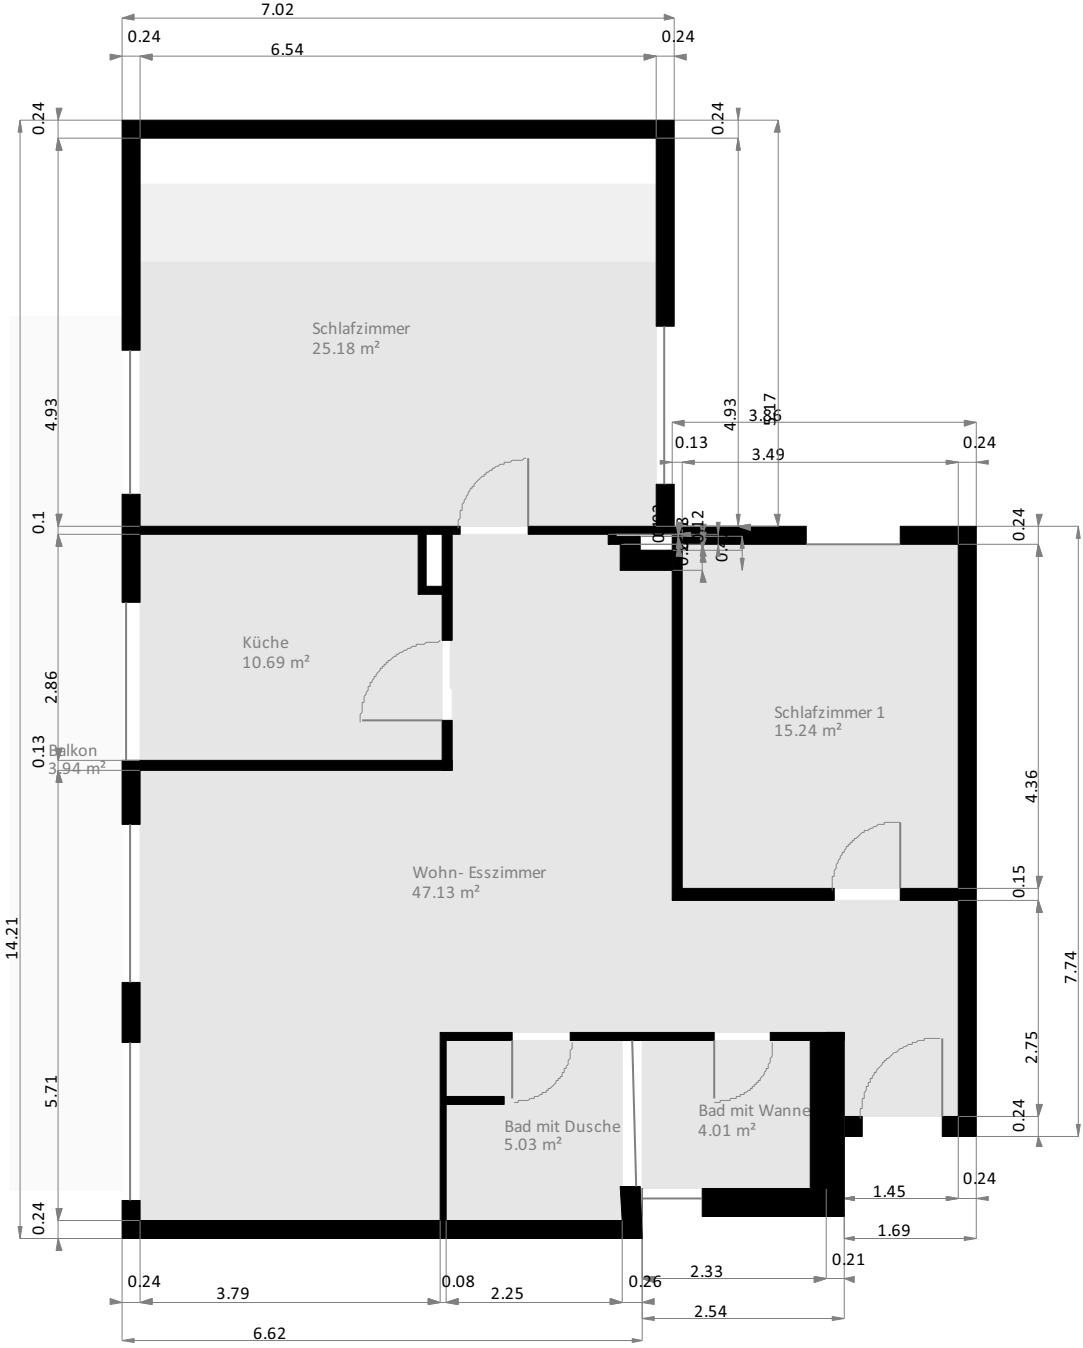 7.02
0.24
0.24
6.54
0.24
0.24
Schlafzimmer
25.18 m²
4.93
4.93
3.86
0.13
0.24
3.49
0.1
0.24
Küche
10.69 m²
2.86
Schlafzimmer 1
15.24 m²
0.13
Balkon
3.94 m²
4.36
Wohn- Esszimmer
47.13 m²
0.15
14.21
7.74
2.75
5.71
Bad mit Wanne
4.01 m²
Bad mit Dusche
5.03 m²
0.24
0.24
1.45
0.24
1.69
0.21
2.33
0.24
3.79
0.08
2.25
0.26
2.54
6.62